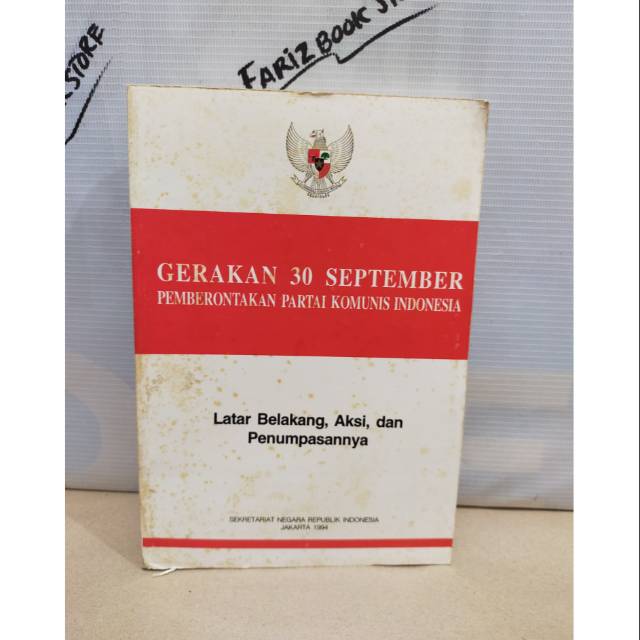 STORE
FARIZ BOOK
GERAKAN 30 SEPTEMBER
PEMBERONTAKAN PARTAI KOMUNIS INDONESIA
Latar Belakang, Aksi, dan
Penumpasannya
SEKRETARIAT NEGARA REPUBLIK INDONESIA
JAKARTA 1994